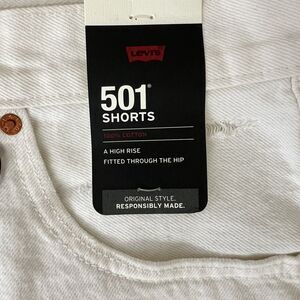 Levi's
501®
SHORTS
100% COTTON
A HIGH RISE
FITTED THROUGH THE HIP
ORIGINAL STYLE.
RESPONSIBLY MADE.